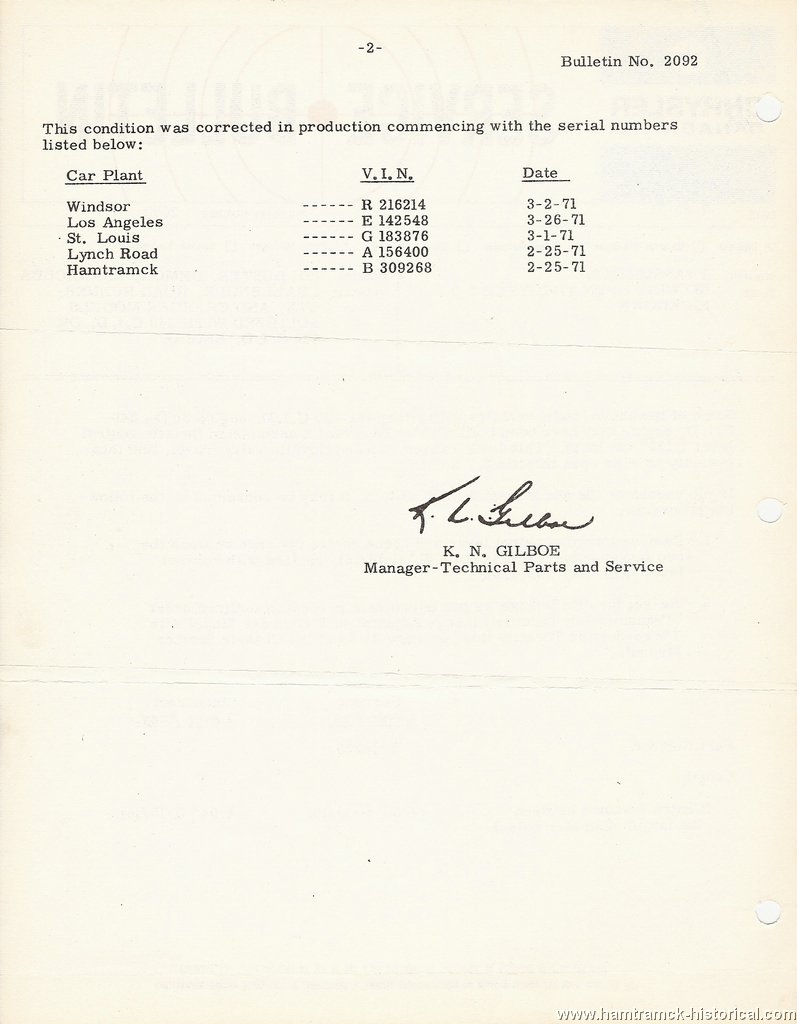 -2-
Bulletin No. 2092
This condition was corrected in production commencing with the serial numbers
listed below:
Car Plant V.I.N. Date
Windsor ------ R 216214 3-2-71
Los Angeles ------ E 142548 3-26-71
St. Louis ------ G 183876 3-1-71
Lynch Road ------ A 156400 2-25-71
Hamtramck ------ B 309268 2-25-71
K. N. Gilboe
K. N. GILBOE
Manager-Technical Parts and Service
www.hamtramck-historical.com